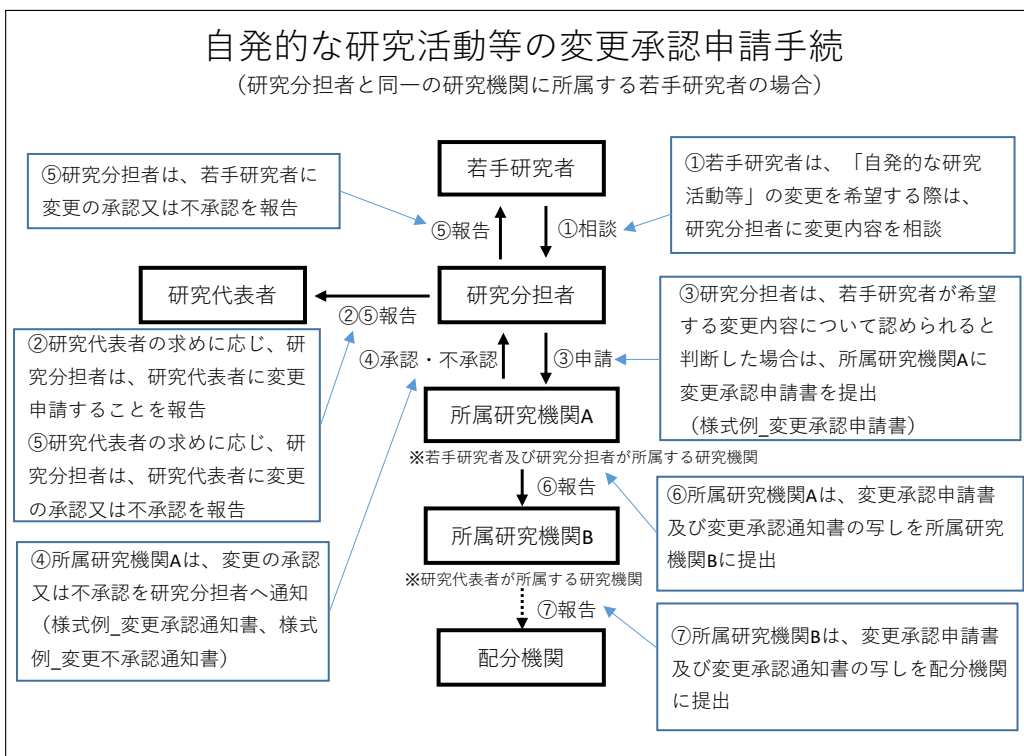 自発的な研究活動等の変更承認申請手続
（研究分担者と同一の研究機関に所属する若手研究者の場合）
⑤研究分担者は、若手研究者に
変更の承認又は不承認を報告
若手研究者
①若手研究者は、「自発的な研究
活動等」の変更を希望する際は、
研究分担者に変更内容を相談
⑤報告
①相談
研究代表者
研究分担者
②⑤報告
③研究分担者は、若手研究者が希望
する変更内容について認められると
判断した場合は、所属研究機関Aに
変更承認申請書を提出
（様式例_変更承認申請書）
②研究代表者の求めに応じ、研
究分担者は、研究代表者に変更
申請することを報告
⑤研究代表者の求めに応じ、研
究分担者は、研究代表者に変更
の承認又は不承認を報告
④承認・不承認
③申請
所属研究機関A
※若手研究者及び研究分担者が所属する研究機関
⑥報告
⑥所属研究機関Aは、変更承認申請書
及び変更承認通知書の写しを所属研究
機関Bに提出
所属研究機関B
※研究代表者が所属する研究機関
④所属研究機関Aは、変更の承認
又は不承認を研究分担者へ通知
（様式例_変更承認通知書、様式
例_変更不承認通知書）
⑦報告
⑦所属研究機関Bは、変更承認申請書
及び変更承認通知書の写しを配分機関
に提出
配分機関